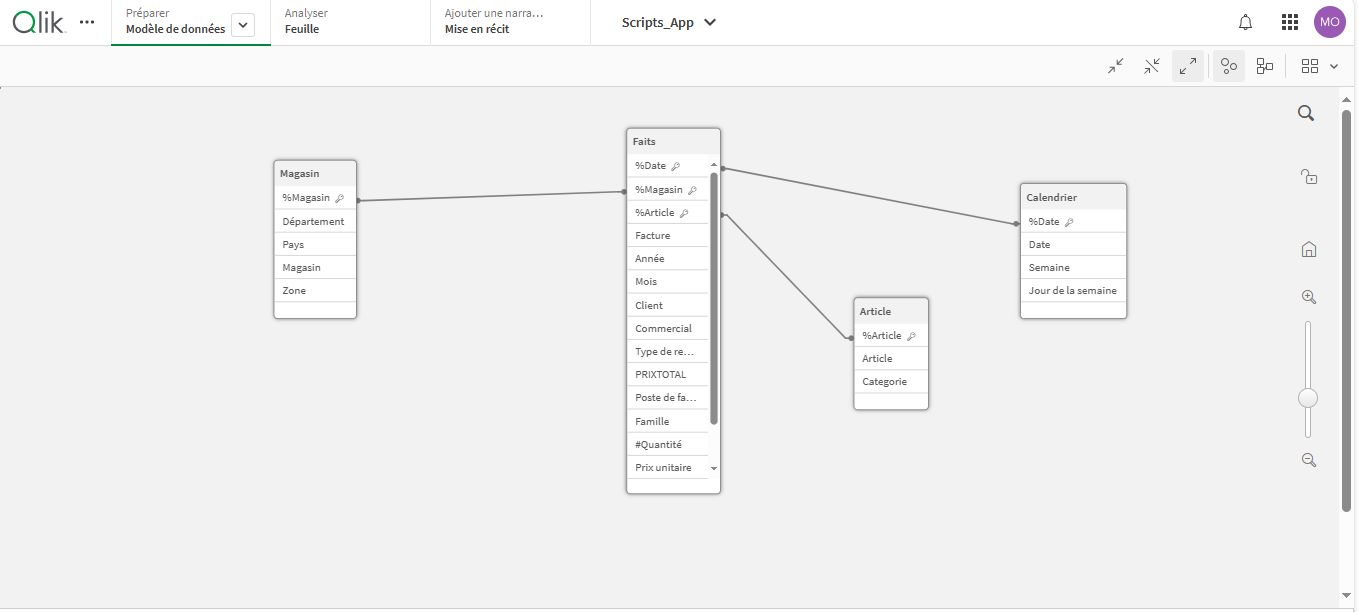 Qlik
Préparer
Modèle de données
Analyser
Feuille
Ajouter une narra...
Mise en récit
Scripts_App
MO
Magasin
%Magasin
Département
Pays
Magasin
Zone
Faits
%Date
%Magasin
%Article
Facture
Année
Mois
Client
Commercial
Type de re...
PRIXTOTAL
Poste de fa...
Famille
#Quantité
Prix unitaire
Article
%Article
Article
Categorie
Calendrier
%Date
Date
Semaine
Jour de la semaine